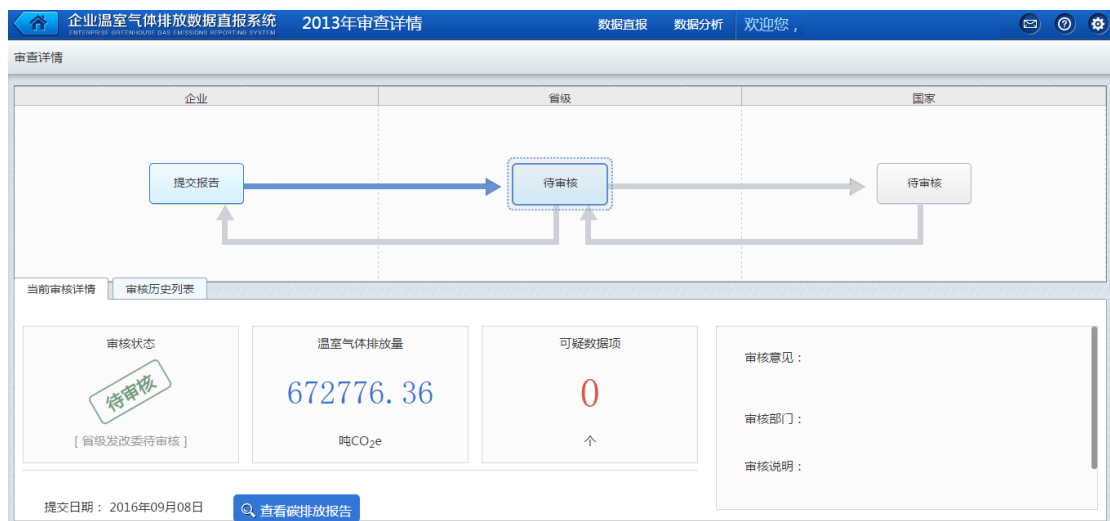 企业温室气体排放数据直报系统 2013年审查详情 数据直报 数据分析 欢迎您，
ENTERPRISE GREENHOUSE GAS EMISSIONS REPORTING SYSTEM
审查详情
企业 省级 国家
提交报告 待审核 待审核
当前审核详情 审核历史列表
审核状态 温室气体排放量 可疑数据项
审核意见：
待审核
672776.36 0
审核部门：
[ 省级发改委待审核 ] 吨CO₂e 个
审核说明：
提交日期： 2016年09月08日 查看碳排放报告